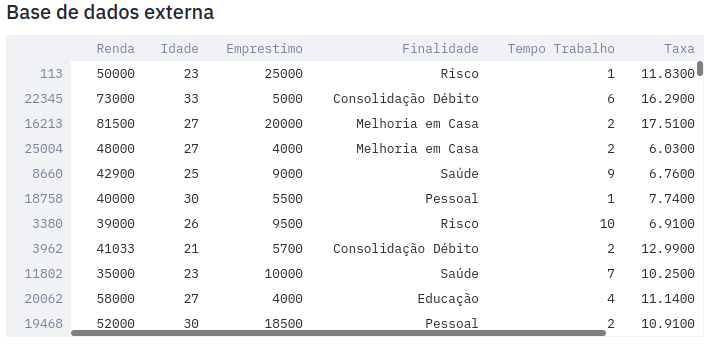 Base de dados externa
Renda Idade Emprestimo Finalidade Tempo Trabalho Taxa
113 50000 23 25000 Risco 1 11.8300
22345 73000 33 5000 Consolidação Débito 6 16.2900
16213 81500 27 20000 Melhoria em Casa 2 17.5100
25004 48000 27 4000 Melhoria em Casa 2 6.0300
8660 42900 25 9000 Saúde 9 6.7600
18758 40000 30 5500 Pessoal 1 7.7400
3380 39000 26 9500 Risco 10 6.9100
3962 41033 21 5700 Consolidação Débito 2 12.9900
11802 35000 23 10000 Saúde 7 10.2500
20062 58000 27 4000 Educação 4 11.1400
19468 52000 30 18500 Pessoal 2 10.9100